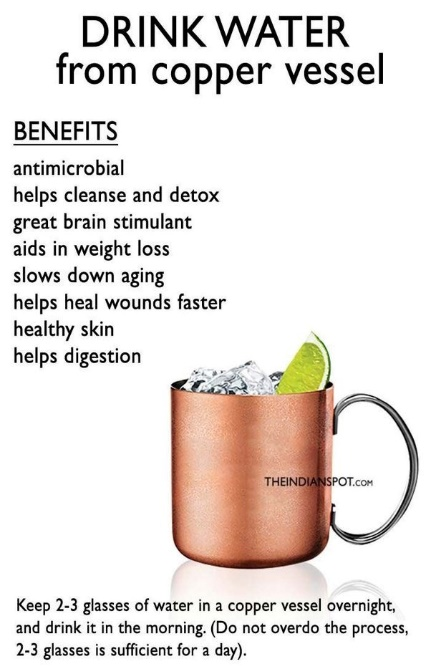 DRINK WATER
from copper vessel
BENEFITS
antimicrobial
helps cleanse and detox
great brain stimulant
aids in weight loss
slows down aging
helps heal wounds faster
healthy skin
helps digestion
THEINDIANSPOT.COM
Keep 2-3 glasses of water in a copper vessel overnight,
and drink it in the morning. (Do not overdo the process,
2-3 glasses is sufficient for a day).